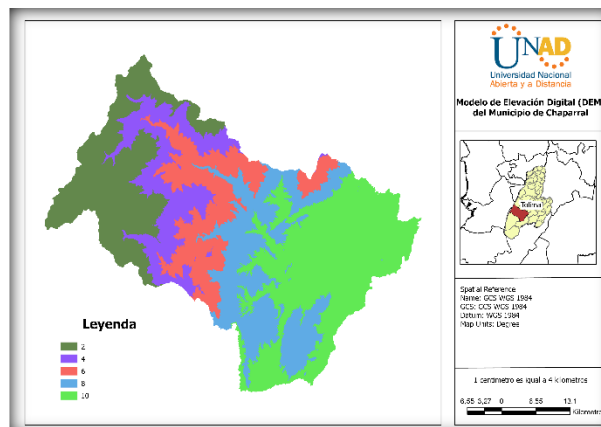 UNAD
Universidad Nacional
Abierta y a Distancia
Modelo de Elevación Digital (DEM)
del Municipio de Chaparral
Tolima
Spatial Reference
Name: GCS WGS 1984
GCS: GCS WGS 1984
Datum: WGS 1984
Map Units: Degree
1 centimetro es igual a 4 kilometros
6.55 3,27 0 6.55 13.1
Kilometros
Leyenda
2
4
6
8
10